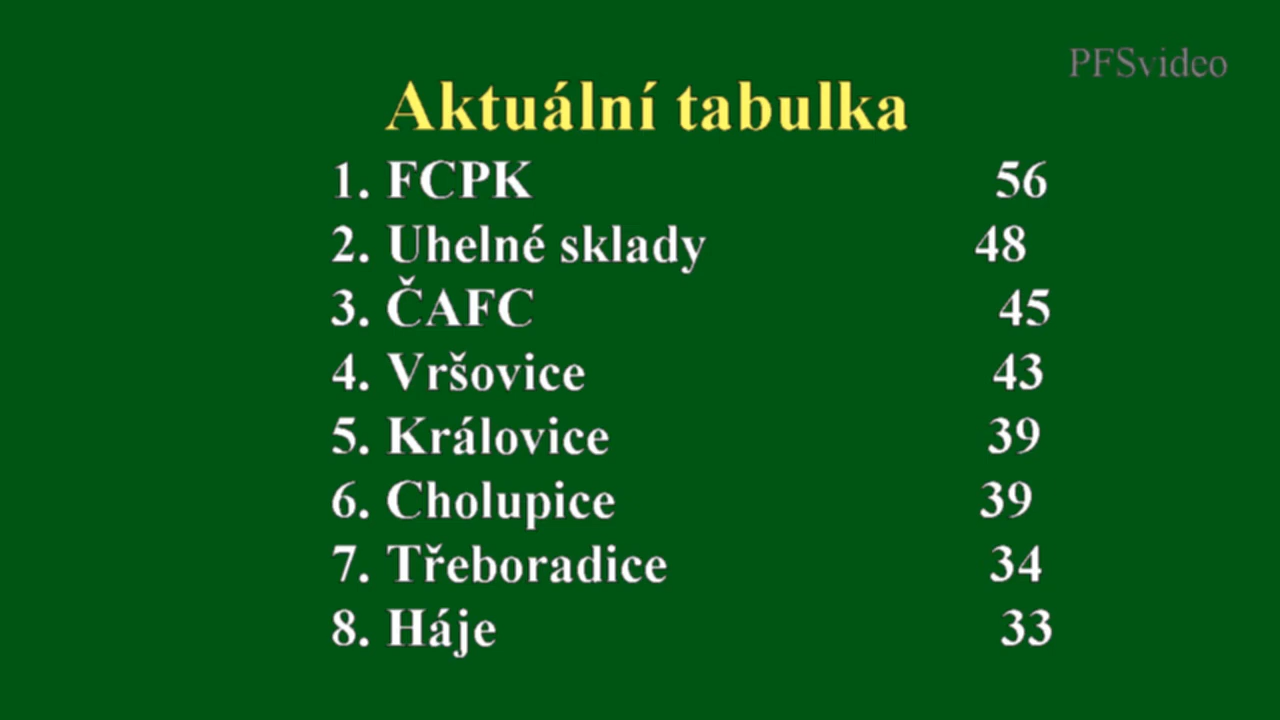 PFSvideo
Aktuální tabulka
1. FCPK 56
2. Uhelné sklady 48
3. ČAFC 45
4. Vršovice 43
5. Královice 39
6. Cholupice 39
7. Třeboradice 34
8. Háje 33